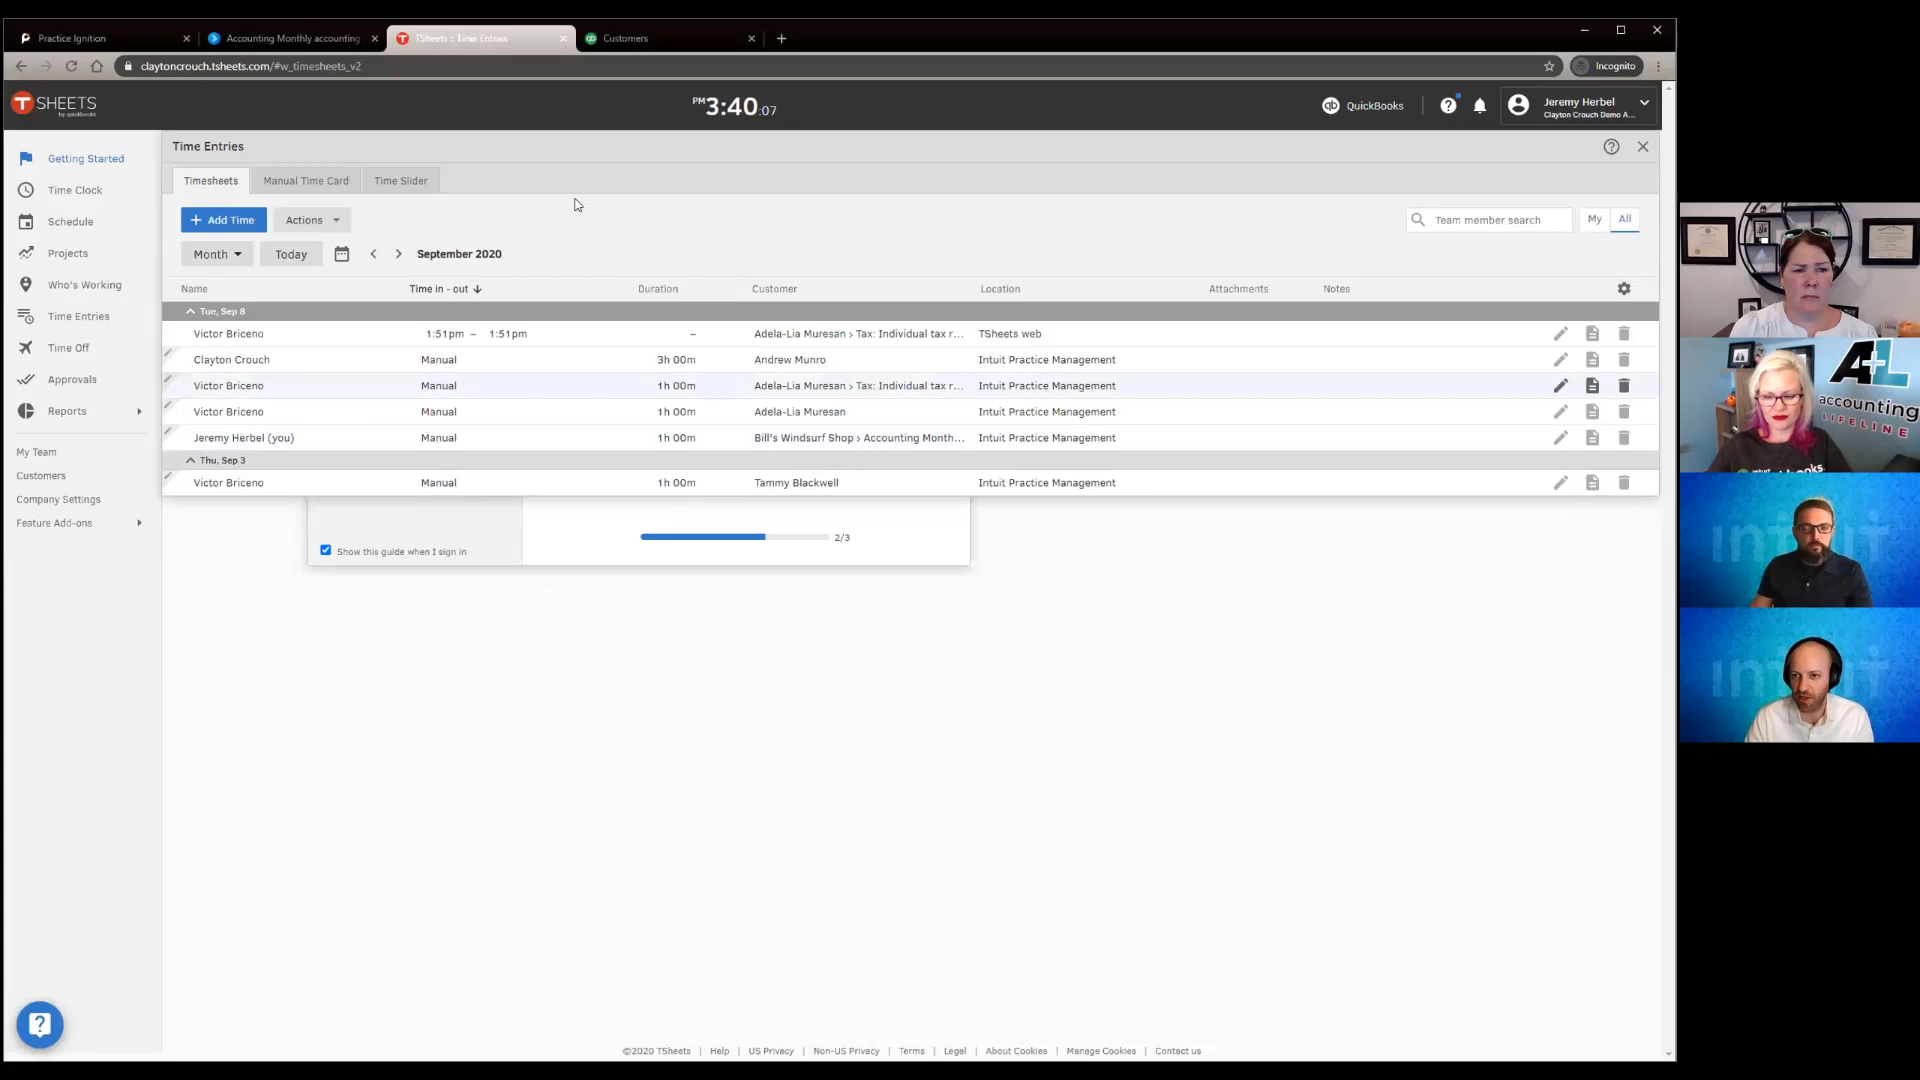 Practice Ignition
Accounting Monthly accounting
TSheets :: Time Entries
Customers
claytoncrouch.tsheets.com/#w_timesheets_v2
Incognito
T SHEETS
by quickbooks
PM 3:40:07
qb QuickBooks
Jeremy Herbel
Clayton Crouch Demo A...
Getting Started
Time Clock
Schedule
Projects
Who's Working
Time Entries
Time Off
Approvals
Reports
My Team
Customers
Company Settings
Feature Add-ons
Time Entries
Timesheets
Manual Time Card
Time Slider
+ Add Time
Actions
Team member search
My
All
Month
Today
September 2020
Name Time in - out Duration Customer Location Attachments Notes
Tue, Sep 8
Victor Briceno 1:51pm – 1:51pm – Adela-Lia Muresan › Tax: Individual tax r... TSheets web
Clayton Crouch Manual 3h 00m Andrew Munro Intuit Practice Management
Victor Briceno Manual 1h 00m Adela-Lia Muresan › Tax: Individual tax r... Intuit Practice Management
Victor Briceno Manual 1h 00m Adela-Lia Muresan Intuit Practice Management
Jeremy Herbel (you) Manual 1h 00m Bill's Windsurf Shop › Accounting Month... Intuit Practice Management
Thu, Sep 3
Victor Briceno Manual 1h 00m Tammy Blackwell Intuit Practice Management
Show this guide when I sign in
2/3
©2020 TSheets | Help | US Privacy | Non-US Privacy | Terms | Legal | About Cookies | Manage Cookies | Contact us
A+L
accounting
LIFELINE